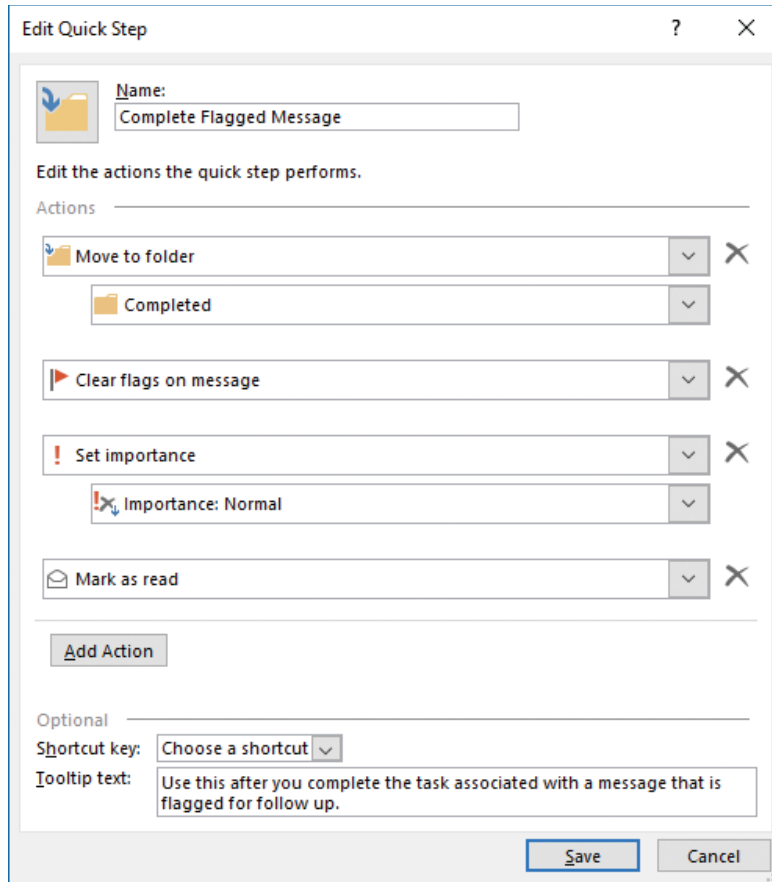 Edit Quick Step ?
Name:
Complete Flagged Message
Edit the actions the quick step performs.
Actions
Move to folder
Completed
Clear flags on message
! Set importance
Importance: Normal
Mark as read
Add Action
Optional
Shortcut key: Choose a shortcut
Tooltip text: Use this after you complete the task associated with a message that is
flagged for follow up.
Save Cancel